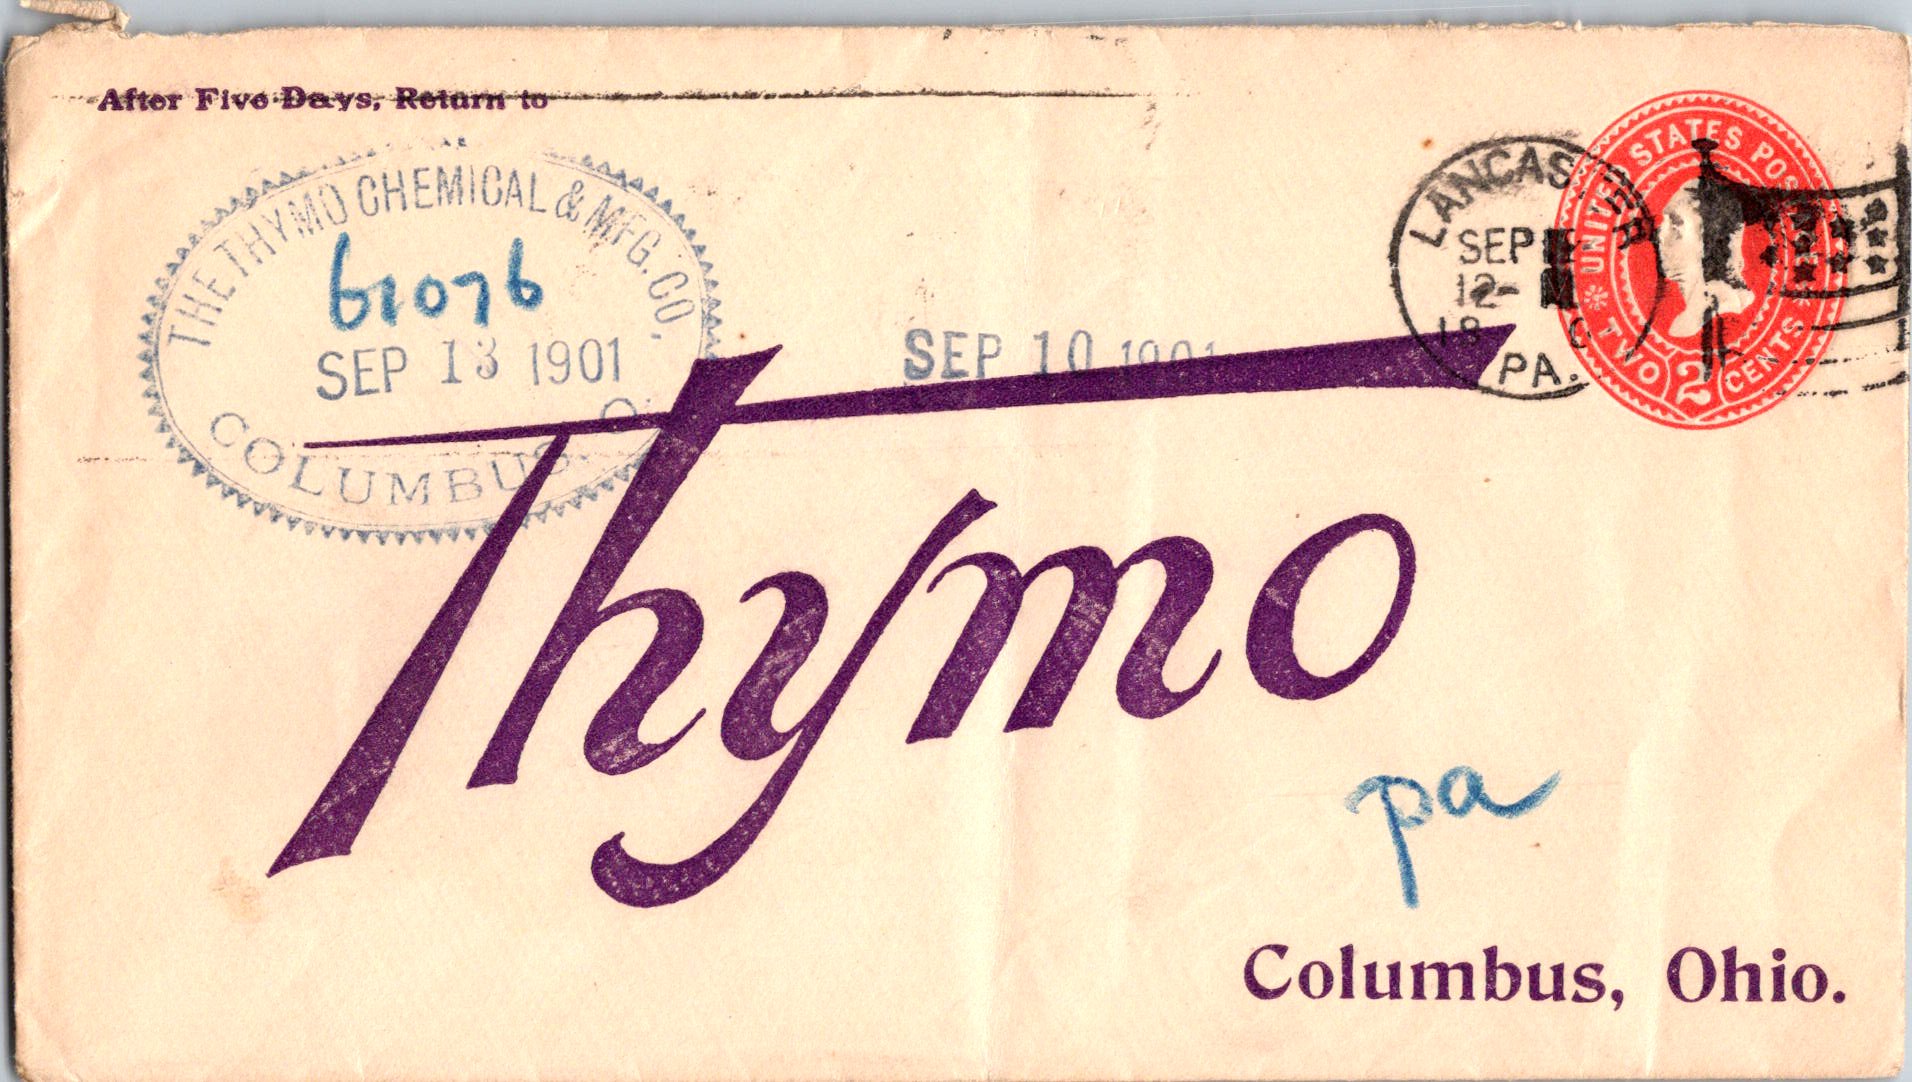 After Five Days, Return to
THE THYMO CHEMICAL & MFG. CO.,
61076
SEP 13 1901
COLUMBUS, O.
SEP 10 1901
LANCASTER
SEP
12-
PA.
UNITED STATES POSTAGE
TWO 2 CENTS
Thymo
pa
Columbus, Ohio.